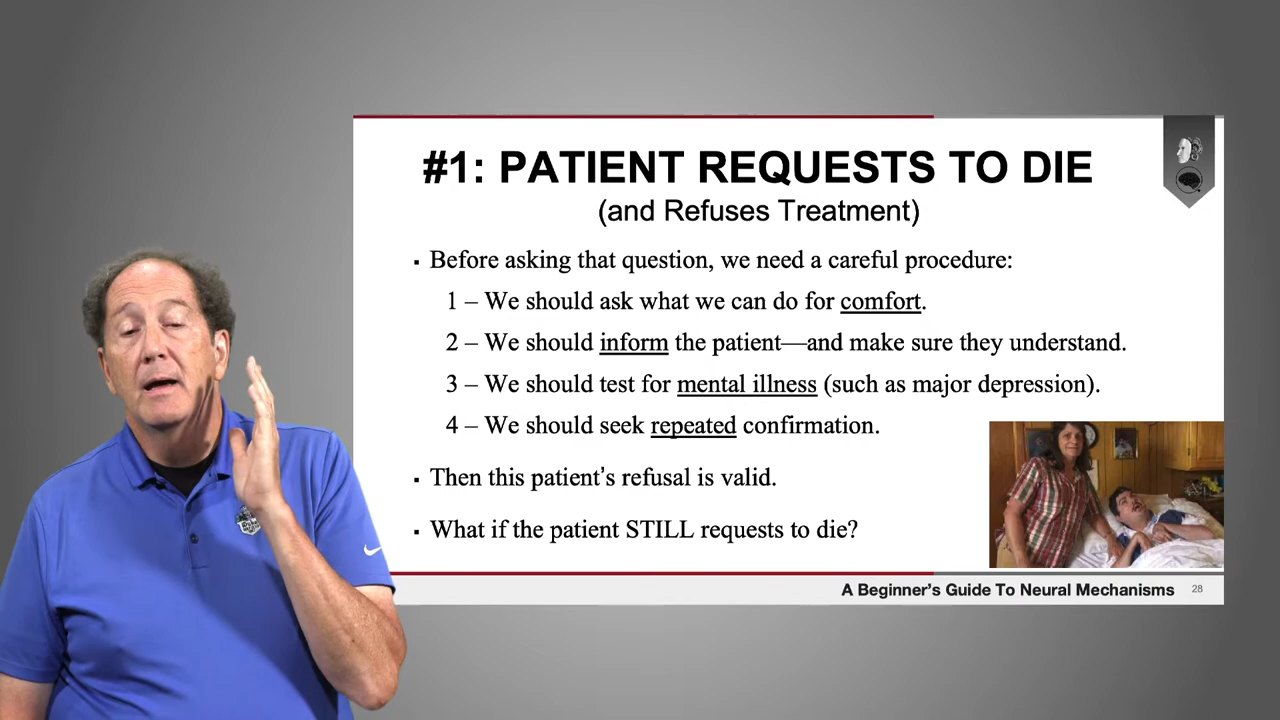 #1: PATIENT REQUESTS TO DIE
(and Refuses Treatment)
▪ Before asking that question, we need a careful procedure:
1 – We should ask what we can do for comfort.
2 – We should inform the patient—and make sure they understand.
3 – We should test for mental illness (such as major depression).
4 – We should seek repeated confirmation.
▪ Then this patient's refusal is valid.
▪ What if the patient STILL requests to die?
A Beginner's Guide To Neural Mechanisms 28